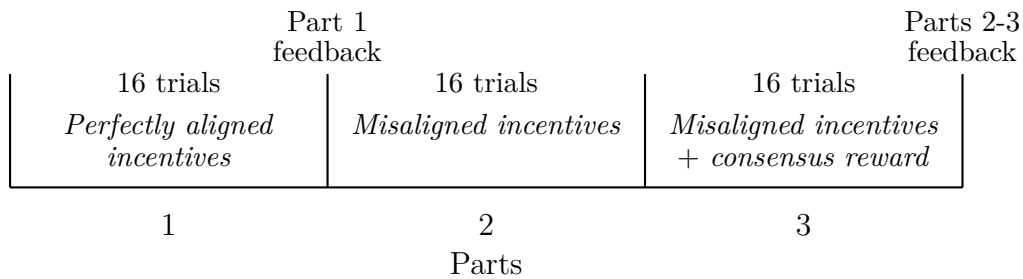 Part 1
feedback
Parts 2-3
feedback
16 trials
Perfectly aligned
incentives
16 trials
Misaligned incentives
16 trials
Misaligned incentives
+ consensus reward
1
2
3
Parts